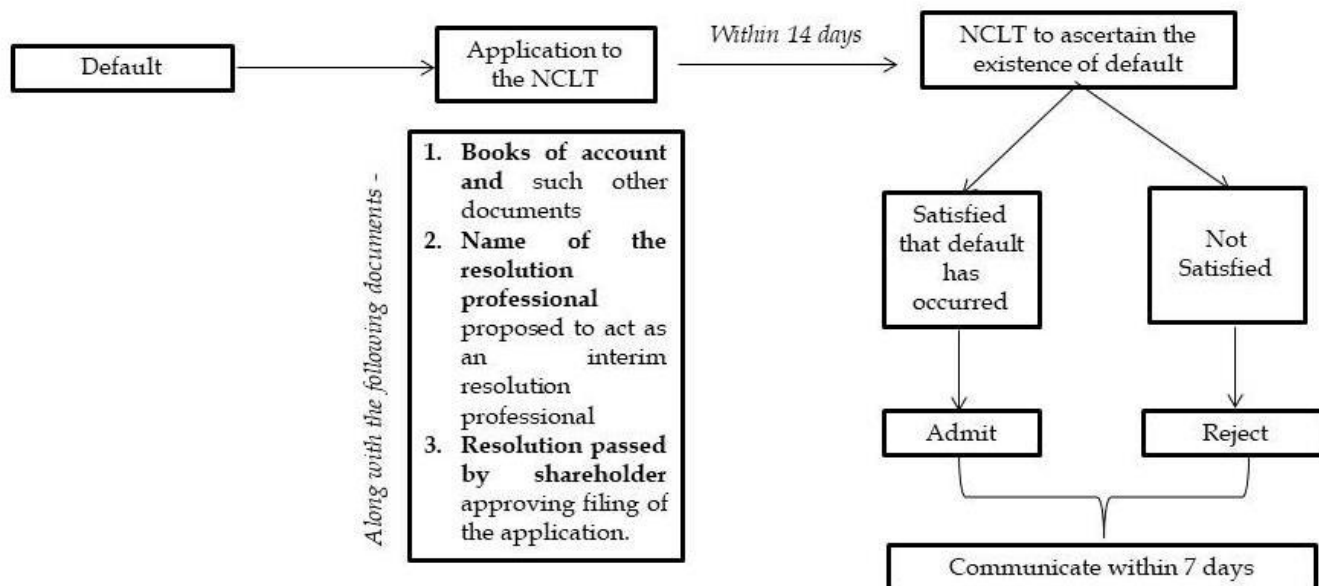 Default
Application to
the NCLT
Within 14 days
NCLT to ascertain the
existence of default
Along with the following documents -
1. Books of account
and such other
documents
2. Name of the
resolution
professional
proposed to act as
an interim
resolution
professional
3. Resolution passed
by shareholder
approving filing of
the application.
Satisfied
that default
has
occurred
Not
Satisfied
Admit
Reject
Communicate within 7 days